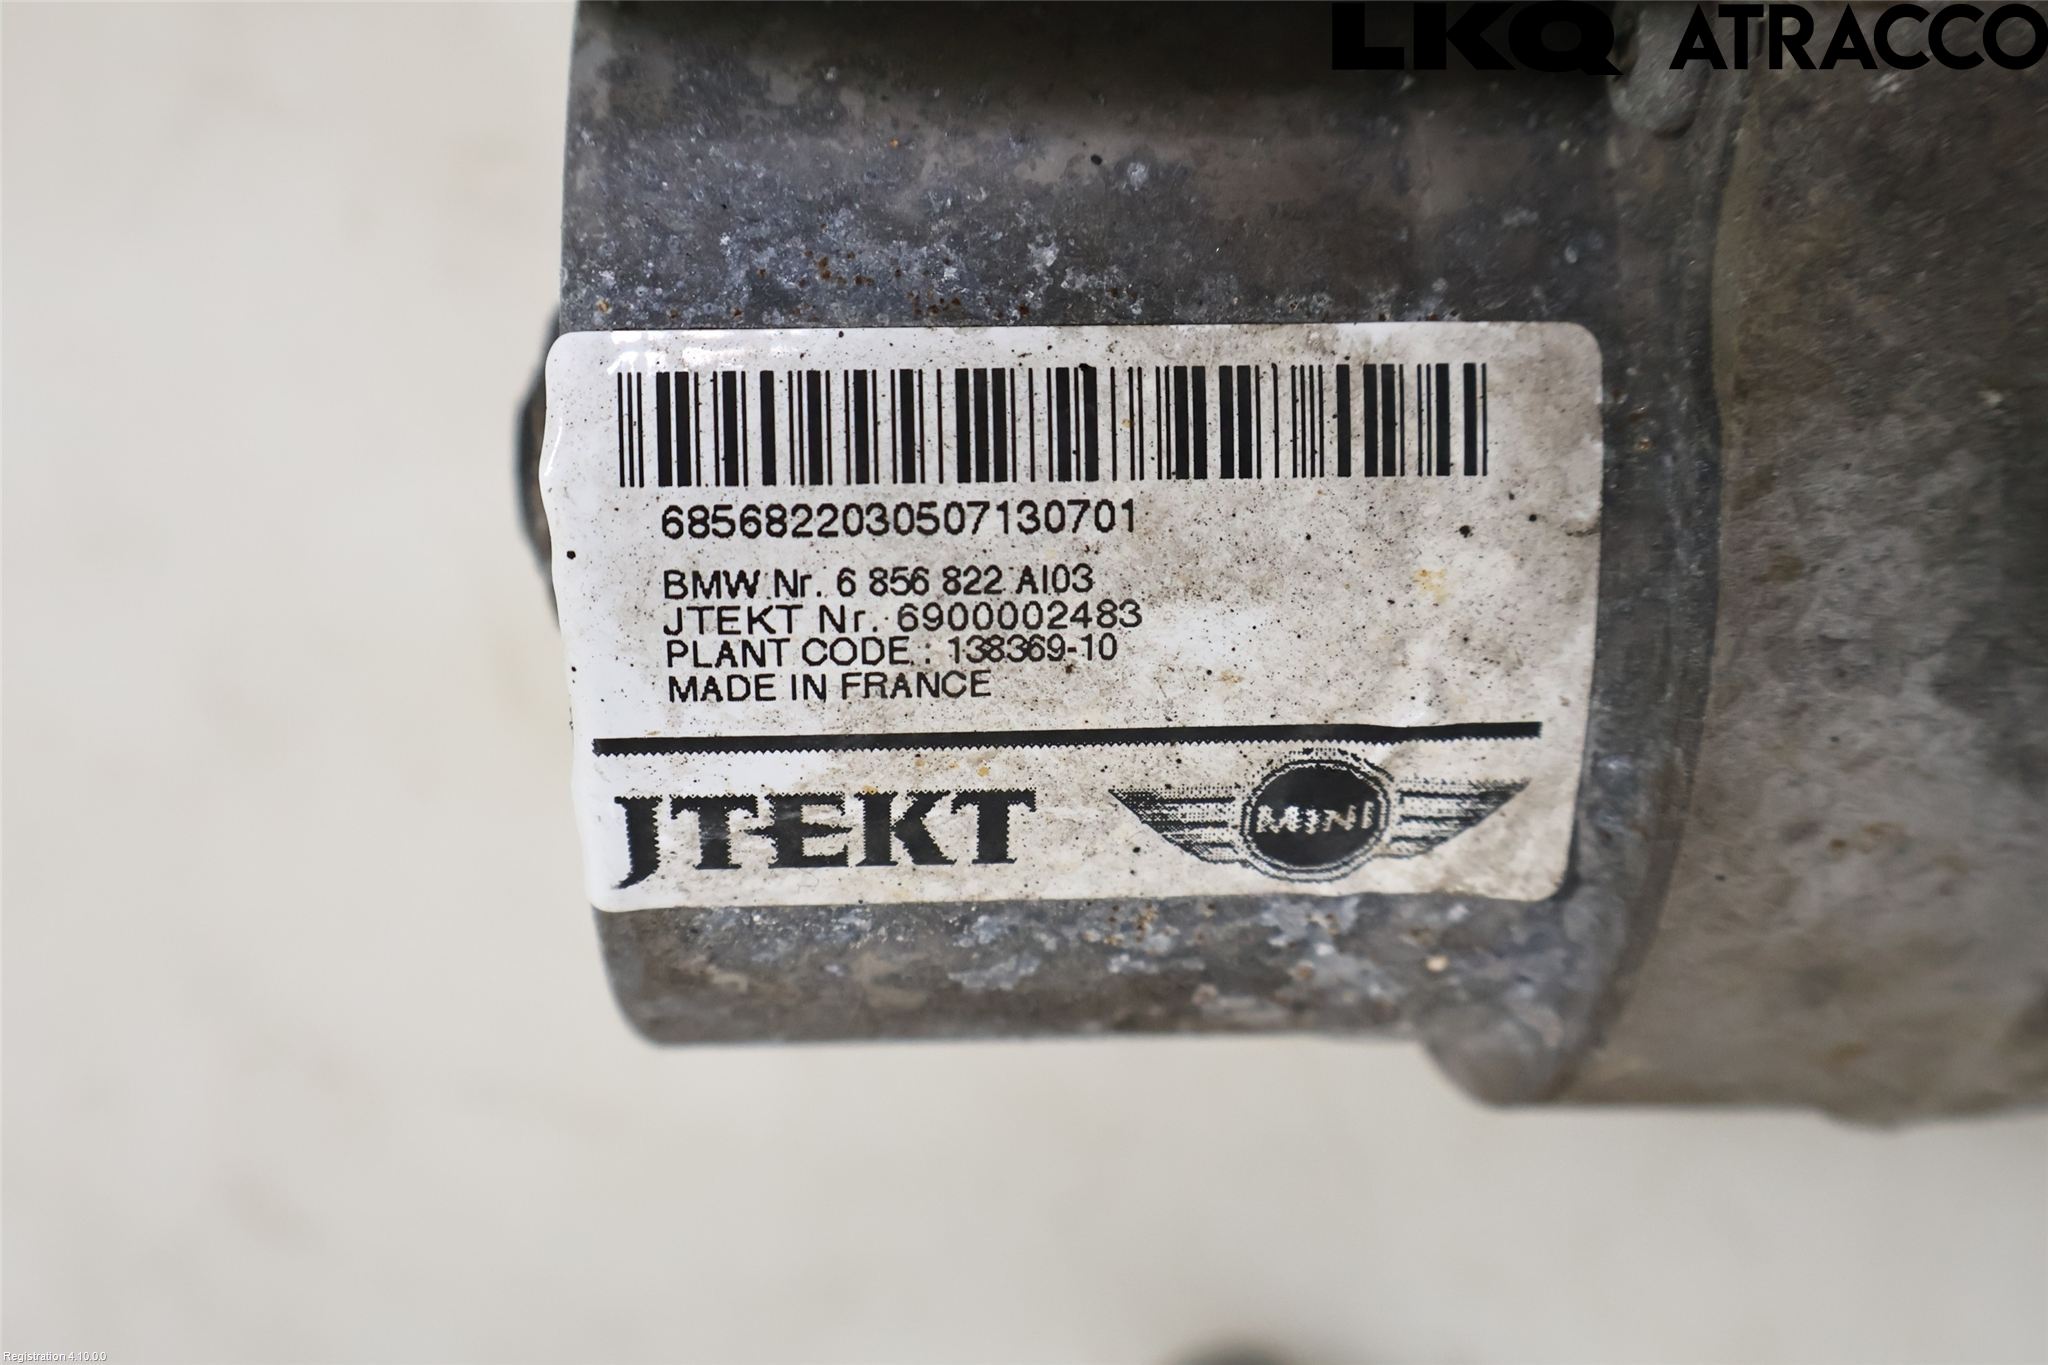 LKQ ATRACCO
6856822030507130701
BMW Nr. 6 856 822 AI03
JTEKT Nr. 6900002483
PLANT CODE : 138369-10
MADE IN FRANCE
JTEKT MINI
Registration 4.10.0.0